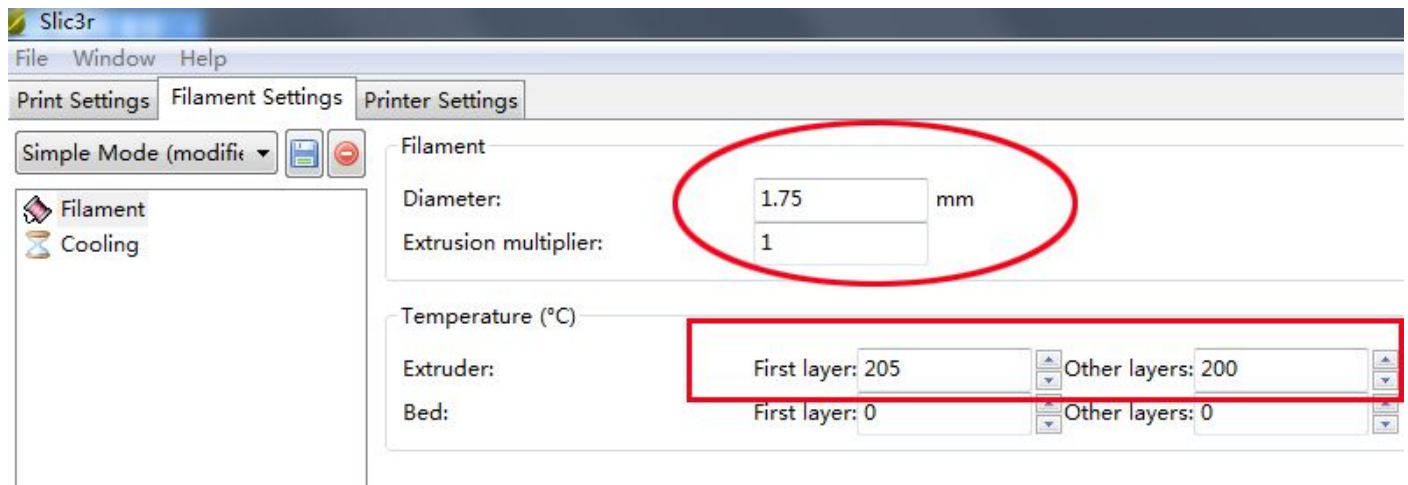 Slic3r
File Window Help
Print Settings Filament Settings Printer Settings
Simple Mode (modifie
Filament
Cooling
Filament
Diameter: 1.75 mm
Extrusion multiplier: 1
Temperature (°C)
Extruder: First layer: 205 Other layers: 200
Bed: First layer: 0 Other layers: 0